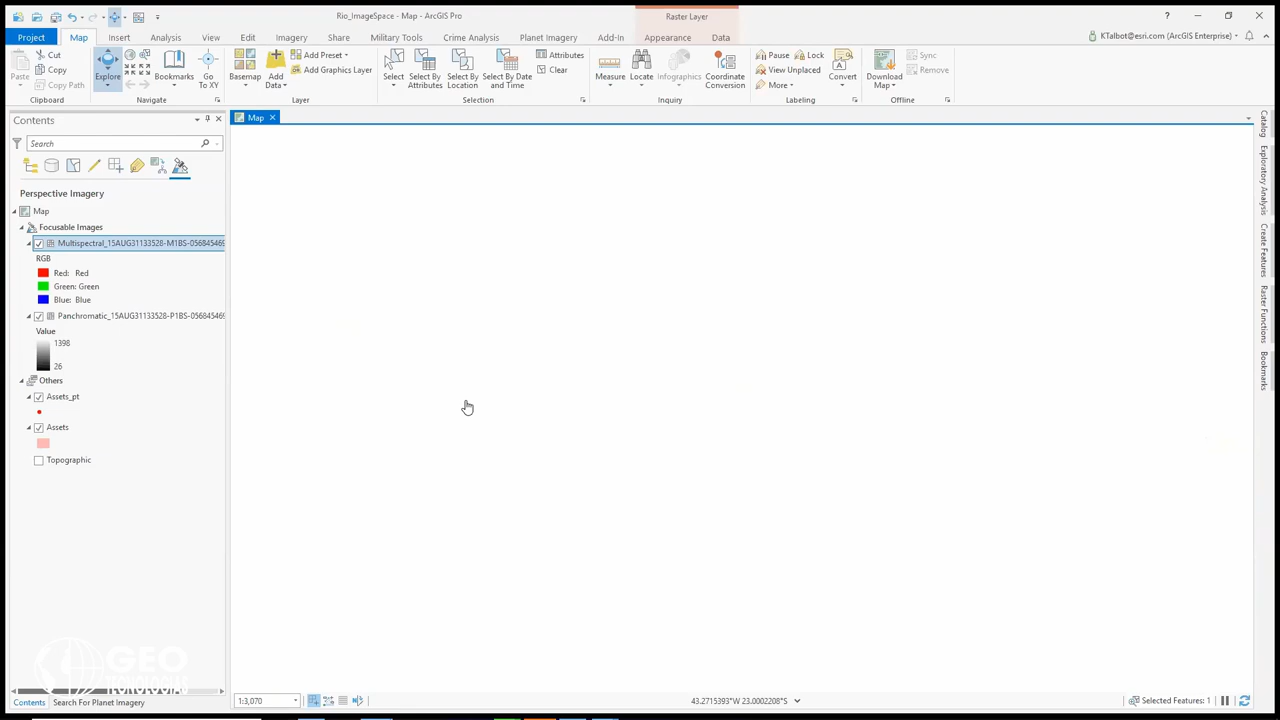 Rio_ImageSpace - Map - ArcGIS Pro
Raster Layer
?
Project Map Insert Analysis View Edit Imagery Share Military Tools Crime Analysis Planet Imagery Add-In Appearance Data
KTalbot@esri.com (ArcGIS Enterprise)
Paste
Cut
Copy
Copy Path
Clipboard
Explore
Bookmarks
Go To XY
Navigate
Basemap
Add Data
Add Preset
Add Graphics Layer
Layer
Select
Select By Attributes
Select By Location
Select By Date and Time
Attributes
Clear
Selection
Measure
Locate
Infographics
Coordinate Conversion
Inquiry
Pause
Lock
View Unplaced
More
Convert
Labeling
Download Map
Sync
Remove
Offline
Contents
Search
Perspective Imagery
Map
Focusable Images
Multispectral_15AUG31133528-M1BS-056845469
RGB
Red: Red
Green: Green
Blue: Blue
Panchromatic_15AUG31133528-P1BS-056845469
Value
1398
26
Others
Assets_pt
Assets
Topographic
GEO
TECNOLOGIAS
Contents
Search For Planet Imagery
Map
1:3,070
43.2715393°W 23.0002208°S
Selected Features: 1
Catalog
Exploratory Analysis
Create Features
Raster Functions
Bookmarks